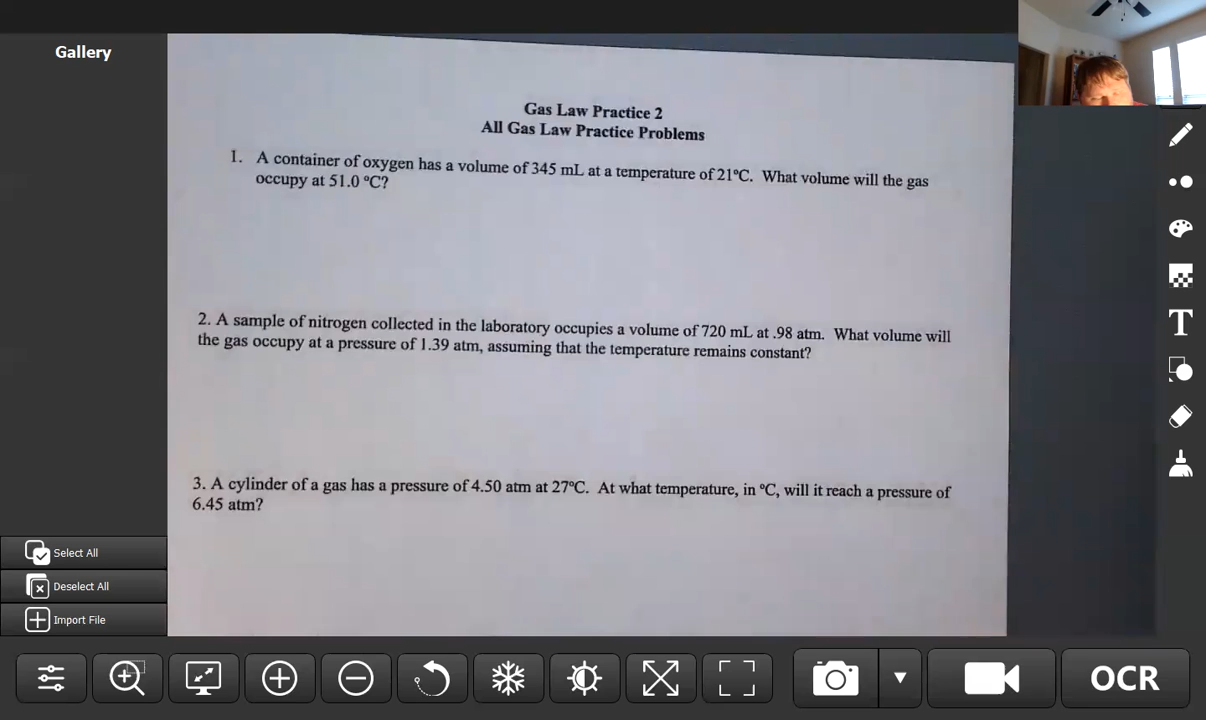 Gallery
Gas Law Practice 2
All Gas Law Practice Problems
1. A container of oxygen has a volume of 345 mL at a temperature of 21°C. What volume will the gas
occupy at 51.0 °C?
2. A sample of nitrogen collected in the laboratory occupies a volume of 720 mL at .98 atm. What volume will
the gas occupy at a pressure of 1.39 atm, assuming that the temperature remains constant?
3. A cylinder of a gas has a pressure of 4.50 atm at 27°C. At what temperature, in °C, will it reach a pressure of
6.45 atm?
Select All
Deselect All
Import File
T
OCR